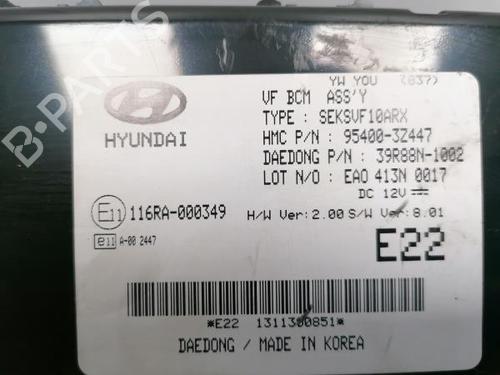 YW YOU (837)
VF BCM ASS'Y
TYPE : SEKSVF10ARX
HMC P/N : 95400-3Z447
DAEDONG P/N : 39R88N-1002
LOT N/O : EAO 413N 0017
DC 12V
HYUNDAI
E11 116RA-000349
H/W Ver: 2.00 S/W Ver: 8.01
e11 A-00 2447
E22
*E22 1311300851*
DAEDONG / MADE IN KOREA
B-PARTS